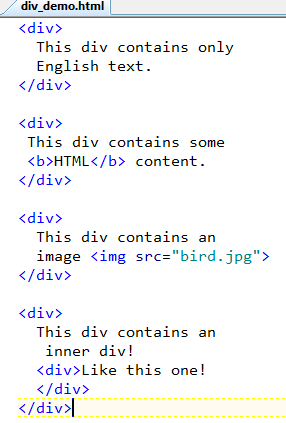 div_demo.html
<div>
This div contains only
English text.
</div>
<div>
This div contains some
<b>HTML</b> content.
</div>
<div>
This div contains an
image <img src="bird.jpg">
</div>
<div>
This div contains an
inner div!
<div>Like this one!
</div>
</div>